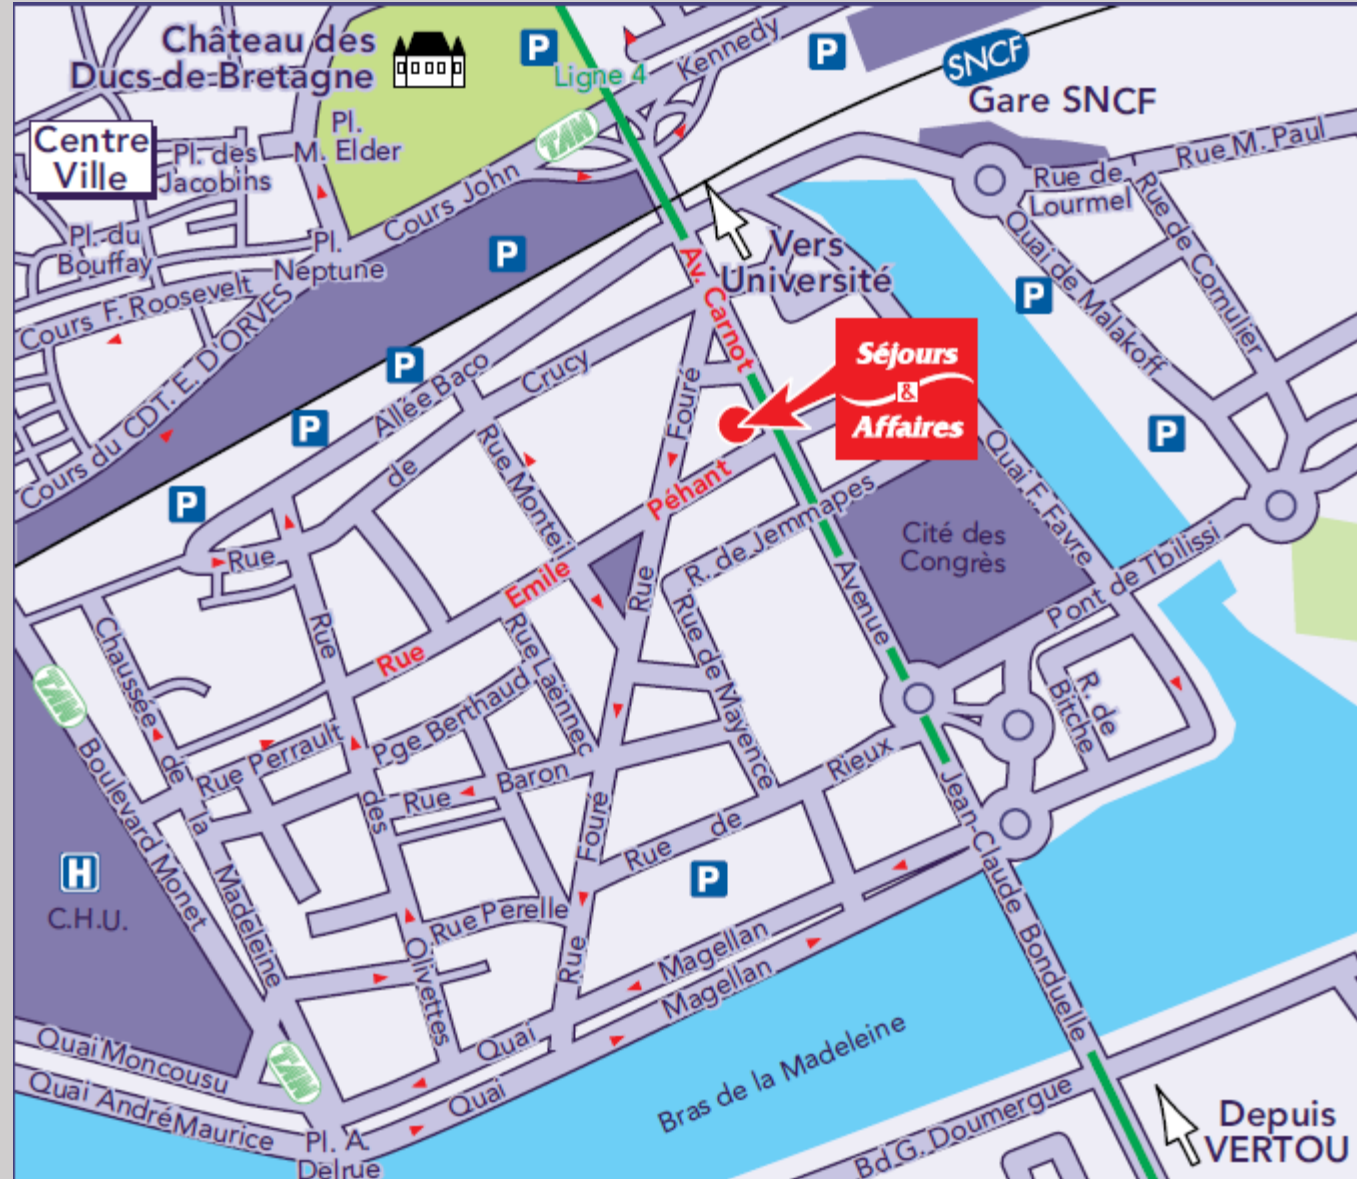 Château des
Ducs-de-Bretagne
P
Ligne 4
Kennedy
P
SNCF
Gare SNCF
Centre
Ville
Pl. des
Jacobins
Pl.
M. Elder
TAN
Cours John
Rue M. Paul
Rue de
Lourmel
Rue de Cornulier
Quai de Malakoff
Pl. du
Bouffay
Pl.
Neptune
P
Vers
Université
Cours F. Roosevelt
Cours du CDT. E. D'ORVES
Av. Carnot
P
P
Allée Baco
Crucy
Fouré
Séjours
&
Affaires
P
P
de
Rue Monteil
Péhant
P
Quai F. Favre
R. de Jemmapes
Cité des
Congrès
Pont de Tbilissi
Rue
Emile
Rue
Avenue
Chaussée
Rue
Rue
Rue Laënnec
Rue de Mayence
TAN
Pge Berthaud
R. de
Bitche
Rue Perrault
Boulevard Monet
de
la
des
Rue
Baron
Rieux
Jean-Claude Bonduelle
Fouré
Rue
de
H
C.H.U.
P
Madeleine
Rue Perelle
Olivettes
Rue
Magellan
Magellan
Quai Moncousu
Quai
TAN
Quai André Maurice
Quai
Bras de la Madeleine
Pl. A.
Delrue
Bd G. Doumergue
Depuis
VERTOU